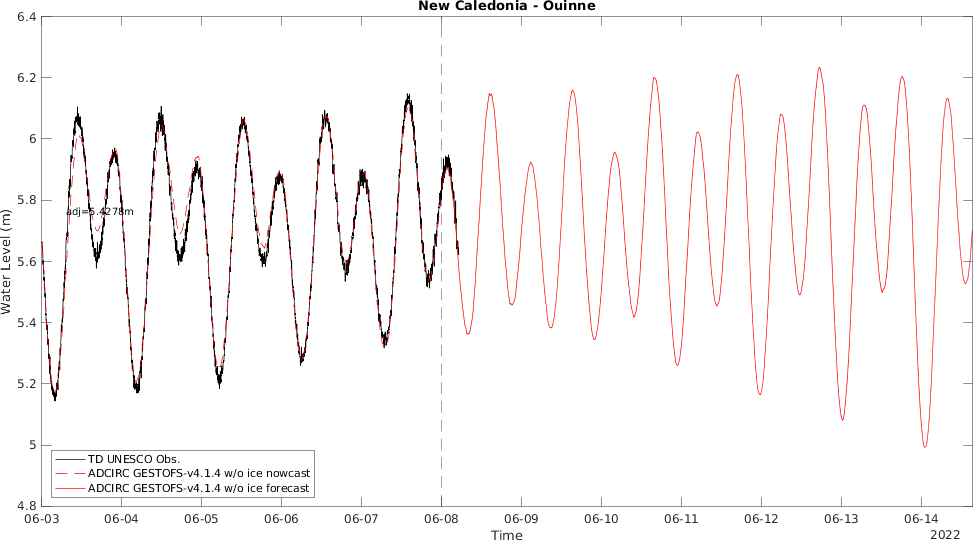 New Caledonia - Ouinne
6.4
6.2
6
5.8
5.6
5.4
5.2
5
4.8
Water Level (m)
adj=5.4278m
TD UNESCO Obs.
ADCIRC GESTOFS-v4.1.4 w/o ice nowcast
ADCIRC GESTOFS-v4.1.4 w/o ice forecast
06-03 06-04 06-05 06-06 06-07 06-08 06-09 06-10 06-11 06-12 06-13 06-14
2022
Time